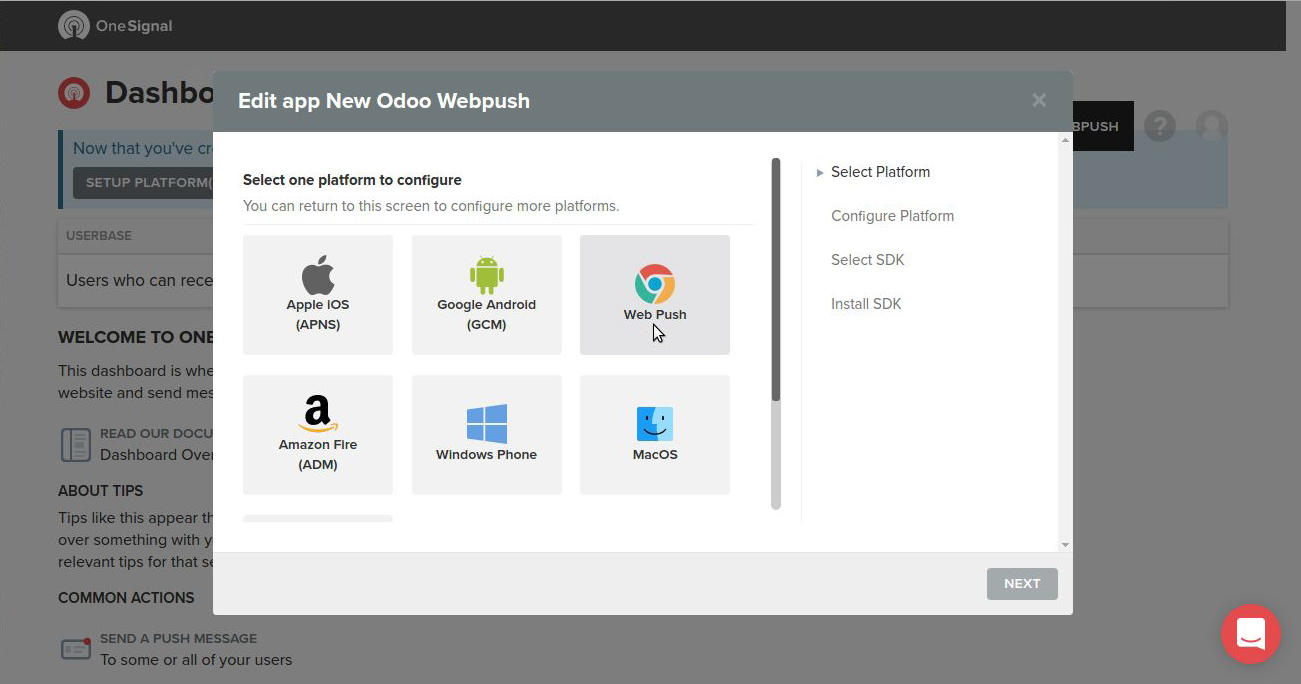 OneSignal
Dashbo
BPUSH
?
Now that you've cr
SETUP PLATFORM(
USERBASE
Users who can rece
WELCOME TO ONE
This dashboard is whe
website and send mes
READ OUR DOCU
Dashboard Over
ABOUT TIPS
Tips like this appear th
over something with y
relevant tips for that se
COMMON ACTIONS
SEND A PUSH MESSAGE
To some or all of your users
Edit app New Odoo Webpush
Select one platform to configure
You can return to this screen to configure more platforms.
Apple iOS
(APNS)
Google Android
(GCM)
Web Push
Amazon Fire
(ADM)
Windows Phone
MacOS
Select Platform
Configure Platform
Select SDK
Install SDK
NEXT